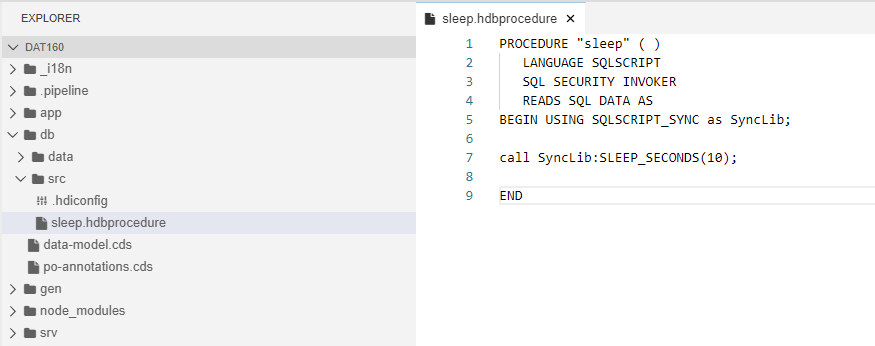 EXPLORER
DAT160
_i18n
.pipeline
app
db
data
src
.hdiconfig
sleep.hdbprocedure
data-model.cds
po-annotations.cds
gen
node_modules
srv
sleep.hdbprocedure
1 PROCEDURE "sleep" ( )
2 LANGUAGE SQLSCRIPT
3 SQL SECURITY INVOKER
4 READS SQL DATA AS
5 BEGIN USING SQLSCRIPT_SYNC as SyncLib;
6
7 call SyncLib:SLEEP_SECONDS(10);
8
9 END